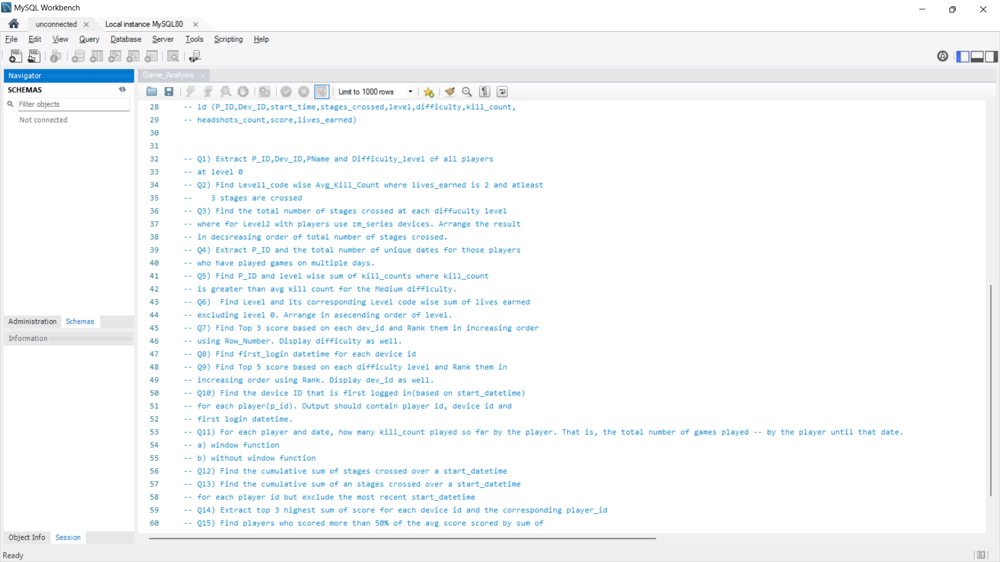 MySQL Workbench
unconnected
Local instance MySQL80
File Edit View Query Database Server Tools Scripting Help
Navigator
SCHEMAS
Filter objects
Not connected
Administration Schemas
Information
Object Info Session
Ready
Game_Analysis
Limit to 1000 rows
28 -- ld (P_ID,Dev_ID,start_time,stages_crossed,level,difficulty,kill_count,
29 -- headshots_count,score,lives_earned)
30
31
32 -- Q1) Extract P_ID,Dev_ID,PName and Difficulty_level of all players
33 -- at level 0
34 -- Q2) Find Level1_code wise Avg_Kill_Count where lives_earned is 2 and atleast
35 -- 3 stages are crossed
36 -- Q3) Find the total number of stages crossed at each diffuculty level
37 -- where for Level2 with players use zm_series devices. Arrange the result
38 -- in decsreasing order of total number of stages crossed.
39 -- Q4) Extract P_ID and the total number of unique dates for those players
40 -- who have played games on multiple days.
41 -- Q5) Find P_ID and level wise sum of kill_counts where kill_count
42 -- is greater than avg kill count for the Medium difficulty.
43 -- Q6) Find Level and its corresponding Level code wise sum of lives earned
44 -- excluding level 0. Arrange in asecending order of level.
45 -- Q7) Find Top 3 score based on each dev_id and Rank them in increasing order
46 -- using Row_Number. Display difficulty as well.
47 -- Q8) Find first_login datetime for each device id
48 -- Q9) Find Top 5 score based on each difficulty level and Rank them in
49 -- increasing order using Rank. Display dev_id as well.
50 -- Q10) Find the device ID that is first logged in(based on start_datetime)
51 -- for each player(p_id). Output should contain player id, device id and
52 -- first login datetime.
53 -- Q11) For each player and date, how many kill_count played so far by the player. That is, the total number of games played -- by the player until that date.
54 -- a) window function
55 -- b) without window function
56 -- Q12) Find the cumulative sum of stages crossed over a start_datetime
57 -- Q13) Find the cumulative sum of an stages crossed over a start_datetime
58 -- for each player id but exclude the most recent start_datetime
59 -- Q14) Extract top 3 highest sum of score for each device id and the corresponding player_id
60 -- Q15) Find players who scored more than 50% of the avg score scored by sum of